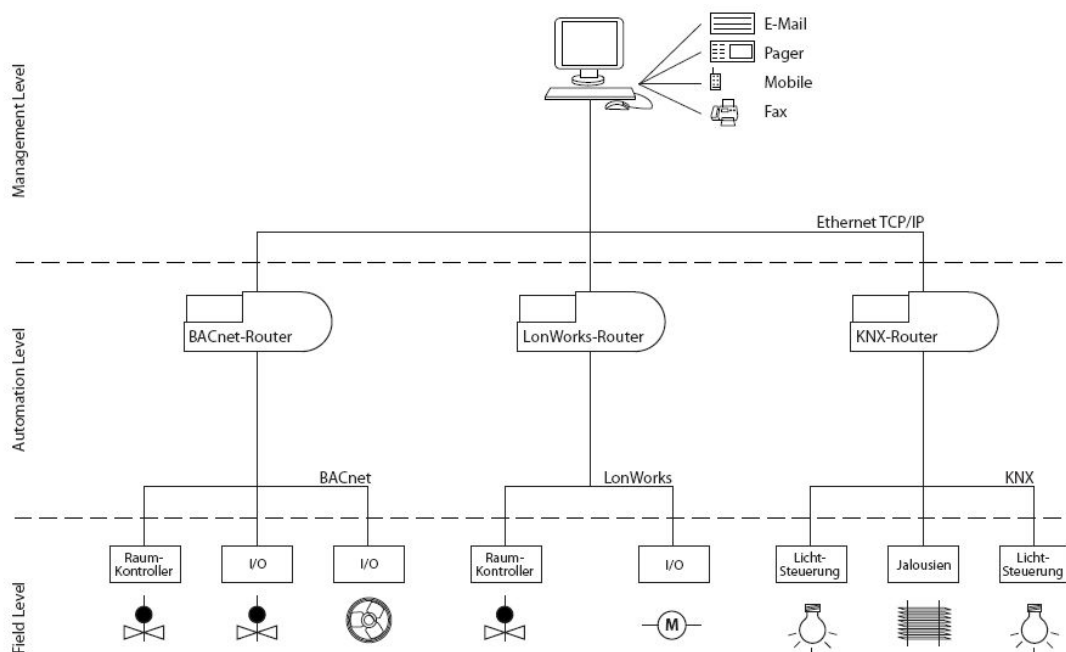 E-Mail
Pager
Mobile
Fax
Management Level
Ethernet TCP/IP
BACnet-Router
LonWorks-Router
KNX-Router
Automation Level
BACnet
LonWorks
KNX
Raum-
Kontroller
I/O
I/O
Raum-
Kontroller
I/O
Licht-
Steuerung
Jalousien
Licht-
Steuerung
Field Level
M